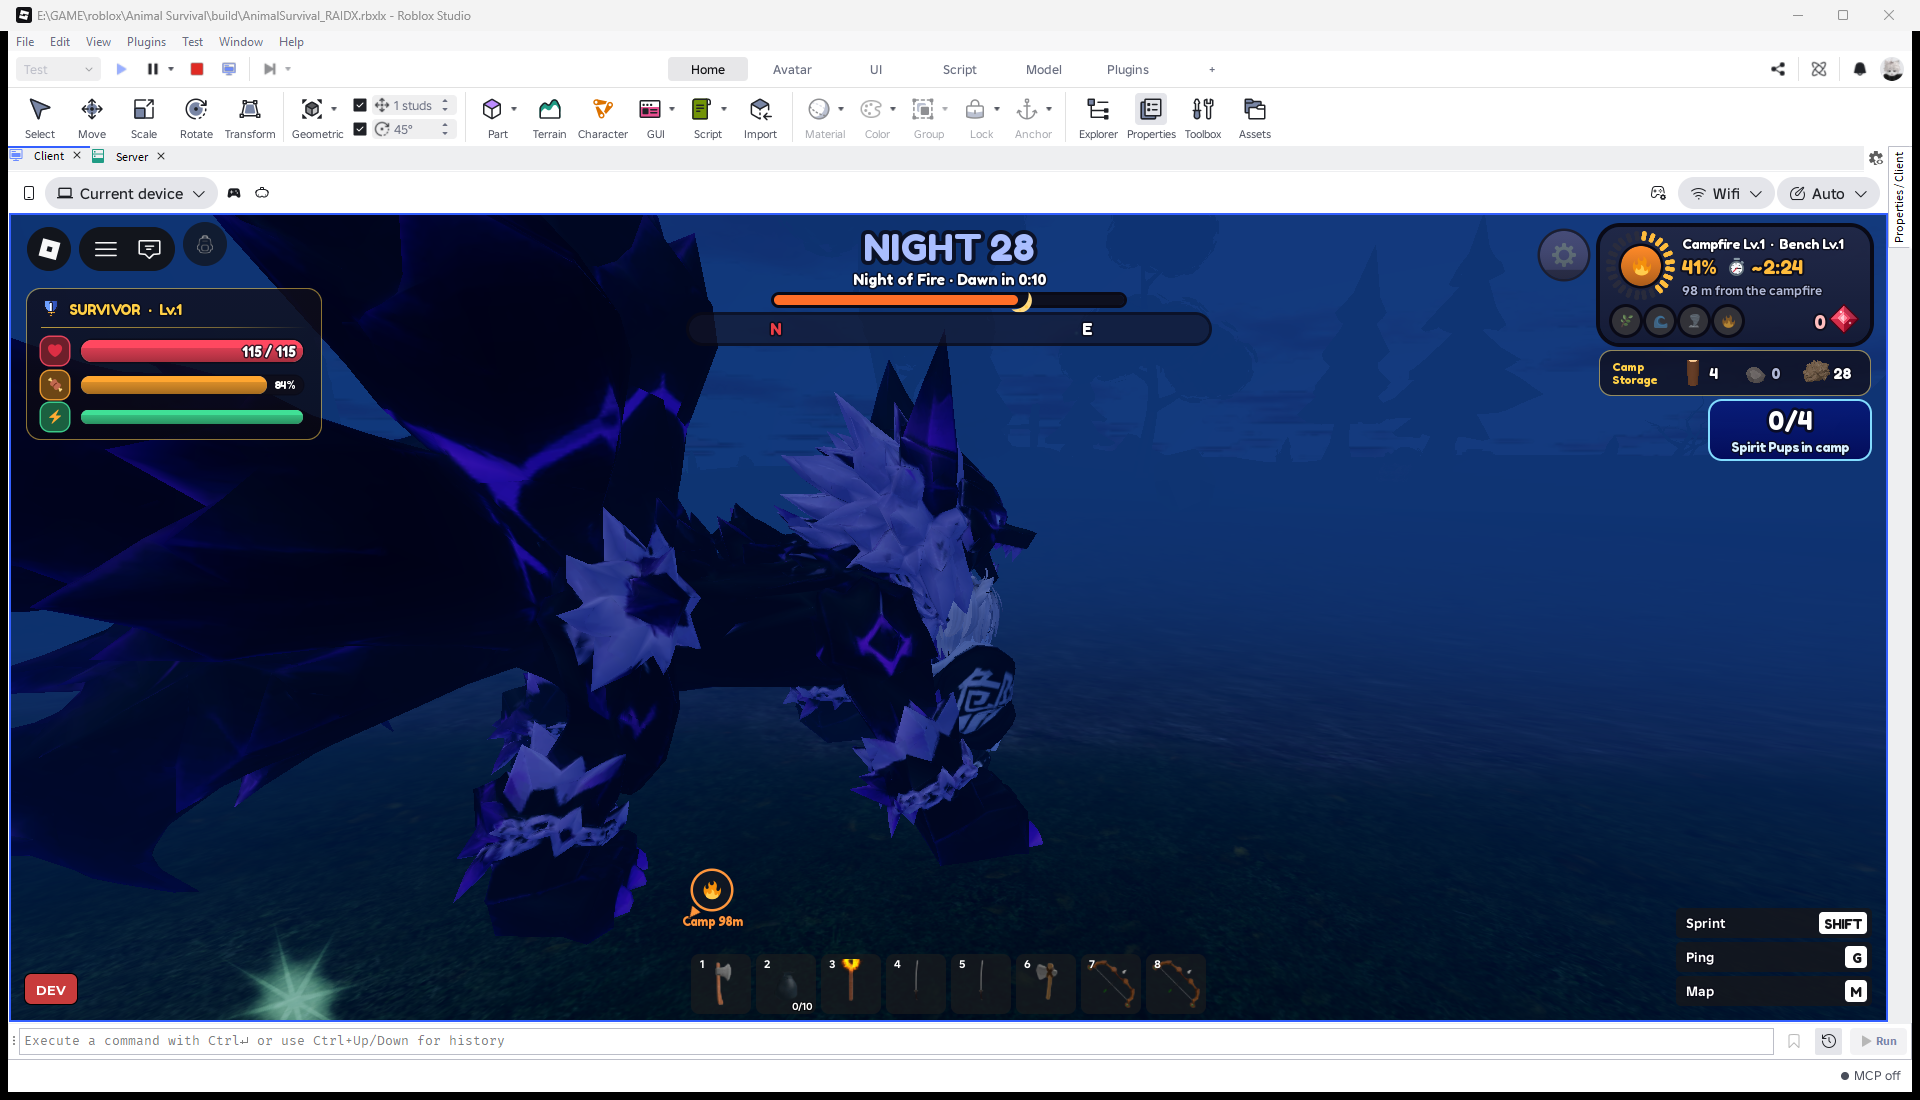 E:\GAME\roblox\Animal Survival\build\AnimalSurvival_RAIDX.rbxlx - Roblox Studio
File Edit View Plugins Test Window Help
Test
Home Avatar UI Script Model Plugins +
1 studs
45°
Select Move Scale Rotate Transform Geometric Part Terrain Character GUI Script Import Material Color Group Lock Anchor Explorer Properties Toolbox Assets
Client Server
Properties / Client
Current device
Wifi Auto
NIGHT 28
Night of Fire · Dawn in 0:10
N E
SURVIVOR · Lv.1
115 / 115
84%
Campfire Lv.1 · Bench Lv.1
41% ~2:24
98 m from the campfire
0
Camp Storage 4 0 28
0/4
Spirit Pups in camp
危
Camp 98m
1 2 3 4 5 6 7 8
0/10
DEV
Sprint SHIFT
Ping G
Map M
Execute a command with Ctrl↵ or use Ctrl+Up/Down for history
Run
MCP off